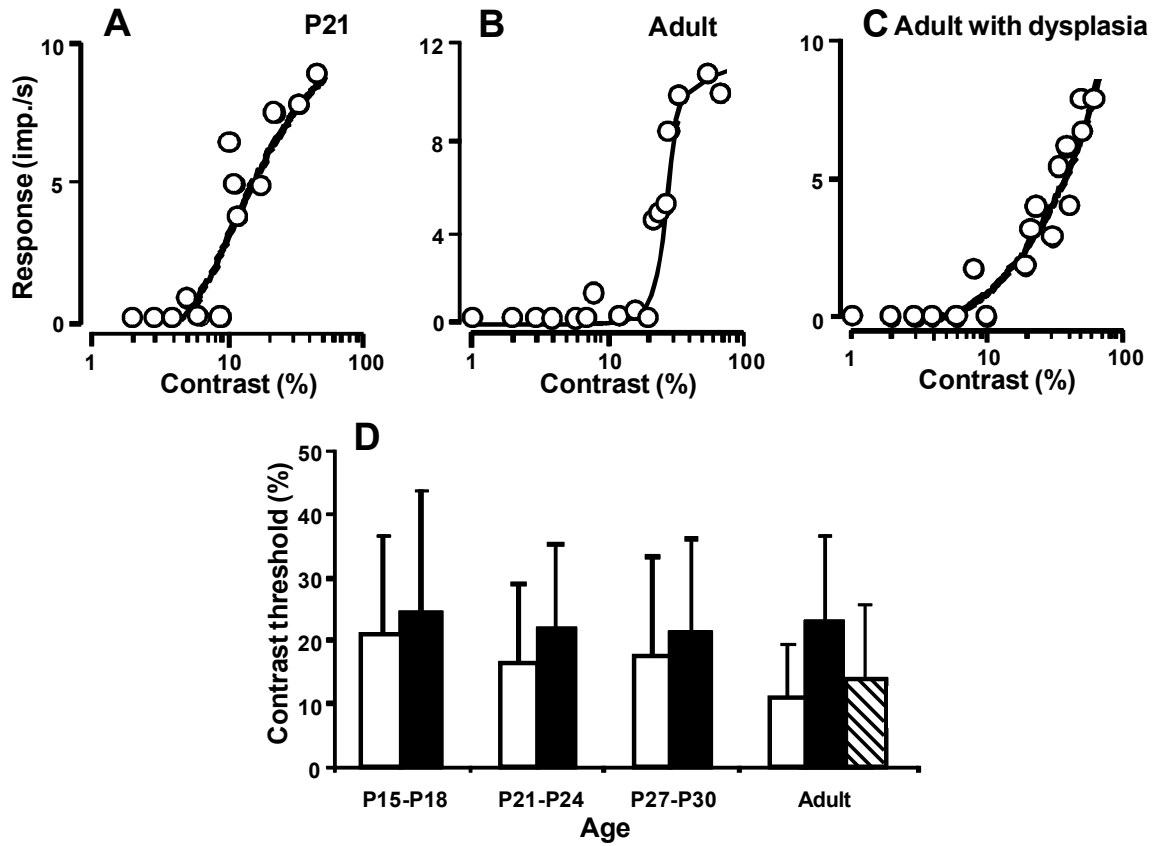 A P21
B Adult
C Adult with dysplasia
Response (imp./s)
10
5
0
1 10 100
Contrast (%)
12
8
4
0
1 10 100
Contrast (%)
10
5
0
1 10 100
Contrast (%)
D
Contrast threshold (%)
50
40
30
20
10
0
P15-P18 P21-P24 P27-P30 Adult
Age